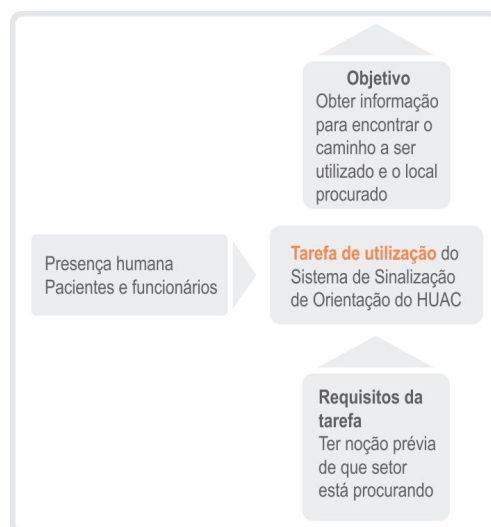 Objetivo
Obter informação
para encontrar o
caminho a ser
utilizado e o local
procurado
Presença humana
Pacientes e funcionários
Tarefa de utilização do
Sistema de Sinalização
de Orientação do HUAC
Requisitos da
tarefa
Ter noção prévia
de que setor
está procurando